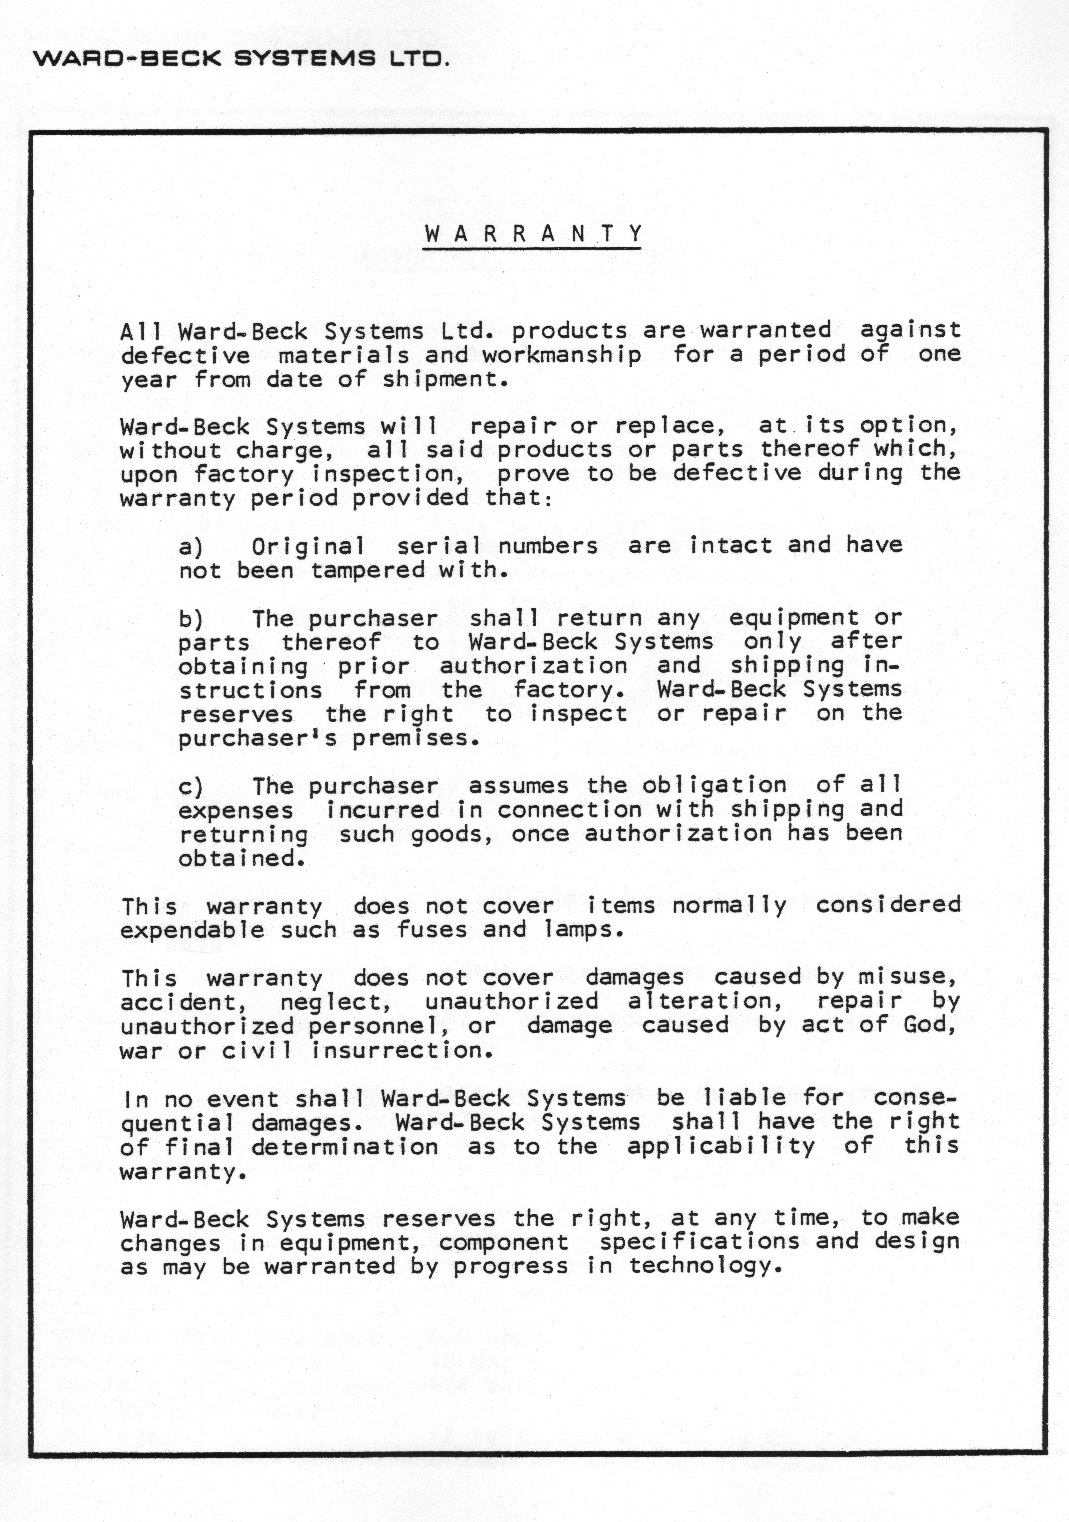 WARD-BECK SYSTEMS LTD.
WARRANTY
All Ward-Beck Systems Ltd. products are warranted against
defective materials and workmanship for a period of one
year from date of shipment.
Ward-Beck Systems will repair or replace, at its option,
without charge, all said products or parts thereof which,
upon factory inspection, prove to be defective during the
warranty period provided that:
a) Original serial numbers are intact and have
not been tampered with.
b) The purchaser shall return any equipment or
parts thereof to Ward-Beck Systems only after
obtaining prior authorization and shipping in-
structions from the factory. Ward-Beck Systems
reserves the right to inspect or repair on the
purchaser's premises.
c) The purchaser assumes the obligation of all
expenses incurred in connection with shipping and
returning such goods, once authorization has been
obtained.
This warranty does not cover items normally considered
expendable such as fuses and lamps.
This warranty does not cover damages caused by misuse,
accident, neglect, unauthorized alteration, repair by
unauthorized personnel, or damage caused by act of God,
war or civil insurrection.
In no event shall Ward-Beck Systems be liable for conse-
quential damages. Ward-Beck Systems shall have the right
of final determination as to the applicability of this
warranty.
Ward-Beck Systems reserves the right, at any time, to make
changes in equipment, component specifications and design
as may be warranted by progress in technology.